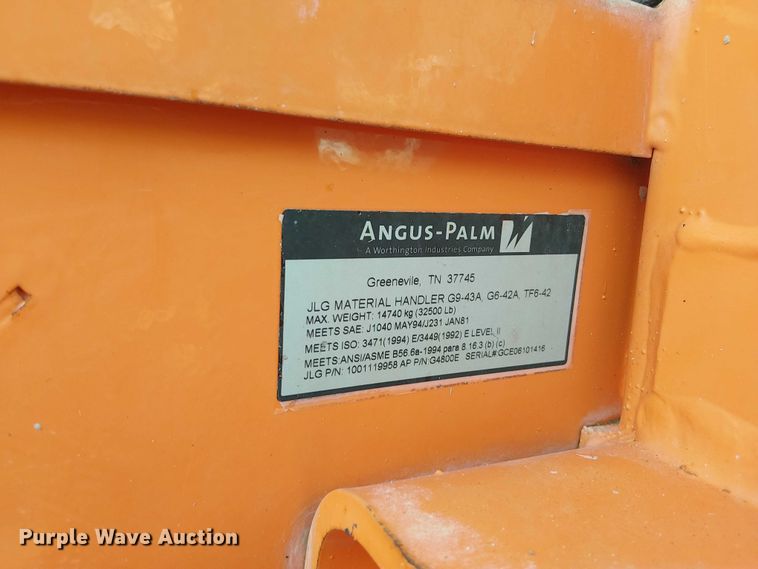 ANGUS-PALM
A Worthington Industries Company
Greenevile, TN 37745
JLG MATERIAL HANDLER G9-43A, G6-42A, TF6-42
MAX. WEIGHT: 14740 kg (32500 Lb)
MEETS SAE: J1040 MAY94/J231 JAN81
MEETS ISO: 3471(1994) E/3449(1992) E LEVEL II
MEETS:ANSI/ASME B56.6a-1994 para 8.16.3 (b) (c)
JLG P/N: 1001119958 AP P/N:G4800E SERIAL#:GCE06101416
Purple Wave Auction